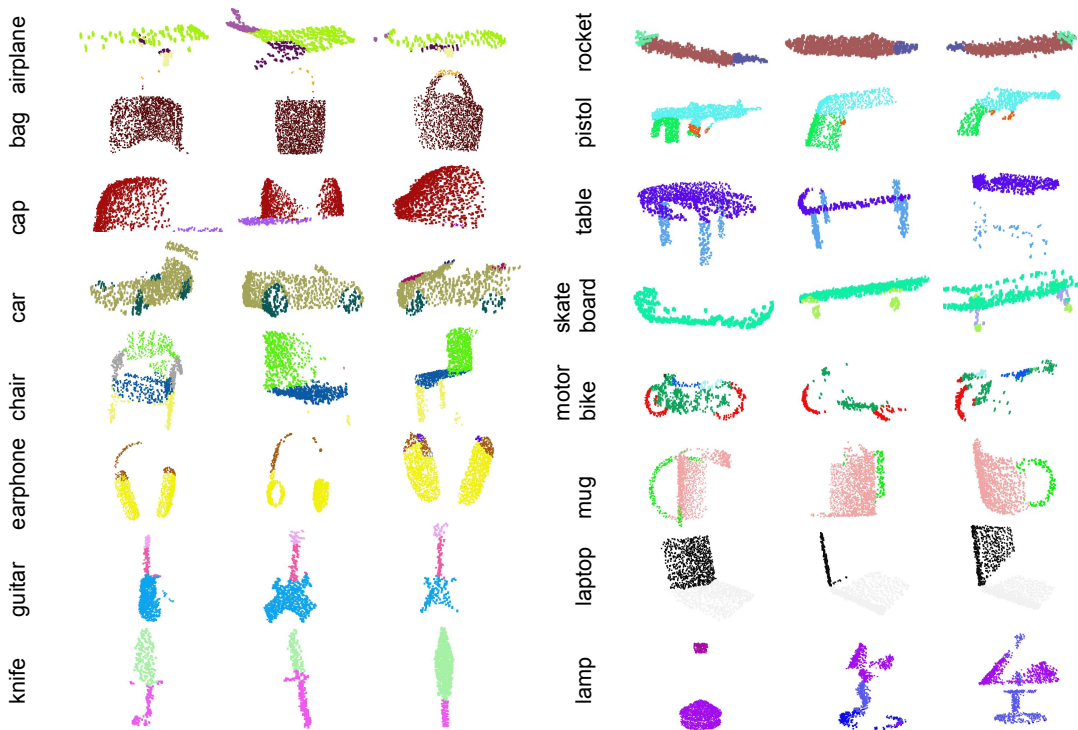 airplane
bag
cap
car
chair
earphone
guitar
knife
rocket
pistol
table
skate
board
motor
bike
mug
laptop
lamp